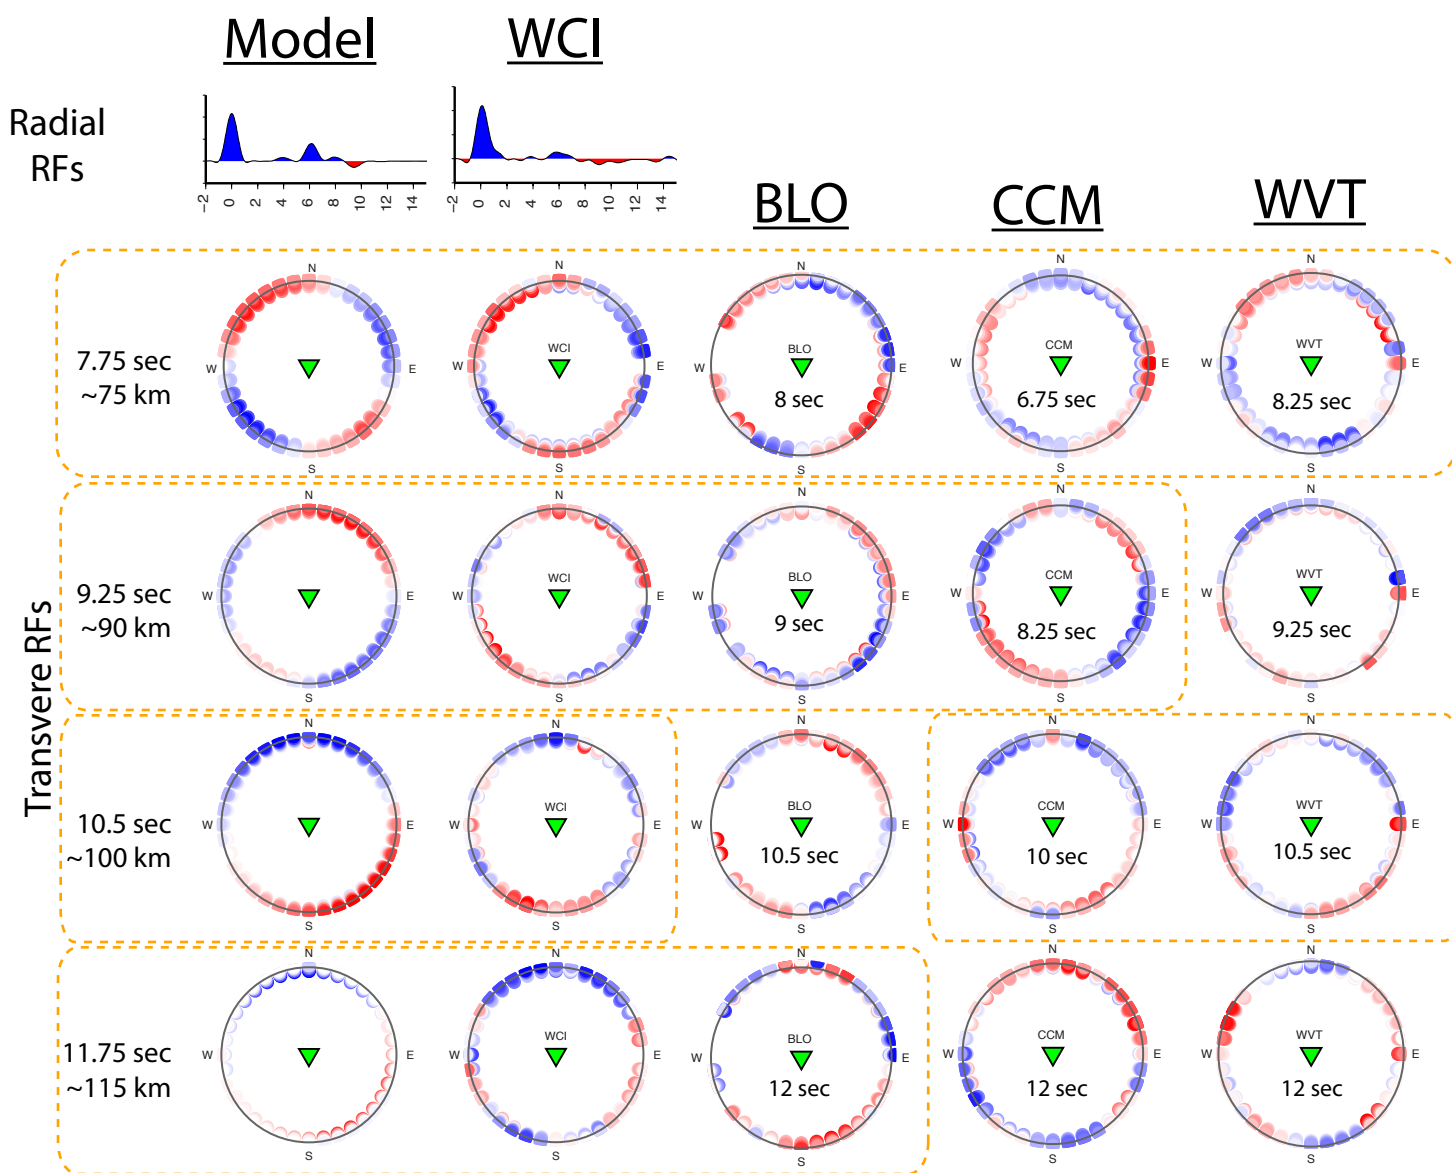 Model
WCI
Radial
RFs
-2 0 2 4 6 8 10 12 14
-2 0 2 4 6 8 10 12 14
BLO
CCM
WVT
Transvere RFs
7.75 sec
~75 km
N
W E
S
N
W WCI E
S
N
BLO
E
8 sec
S
N
W CCM E
6.75 sec
S
N
W WVT E
8.25 sec
S
9.25 sec
~90 km
N
W E
S
N
W WCI E
S
N
W BLO E
9 sec
S
N
W CCM E
8.25 sec
S
N
W WVT E
9.25 sec
S
10.5 sec
~100 km
N
W E
S
N
W WCI E
S
N
W BLO E
10.5 sec
S
N
W CCM E
10 sec
S
N
W WVT E
10.5 sec
S
11.75 sec
~115 km
N
W E
S
N
W WCI E
S
N
W BLO E
12 sec
S
N
W CCM E
12 sec
S
N
W WVT E
12 sec
S